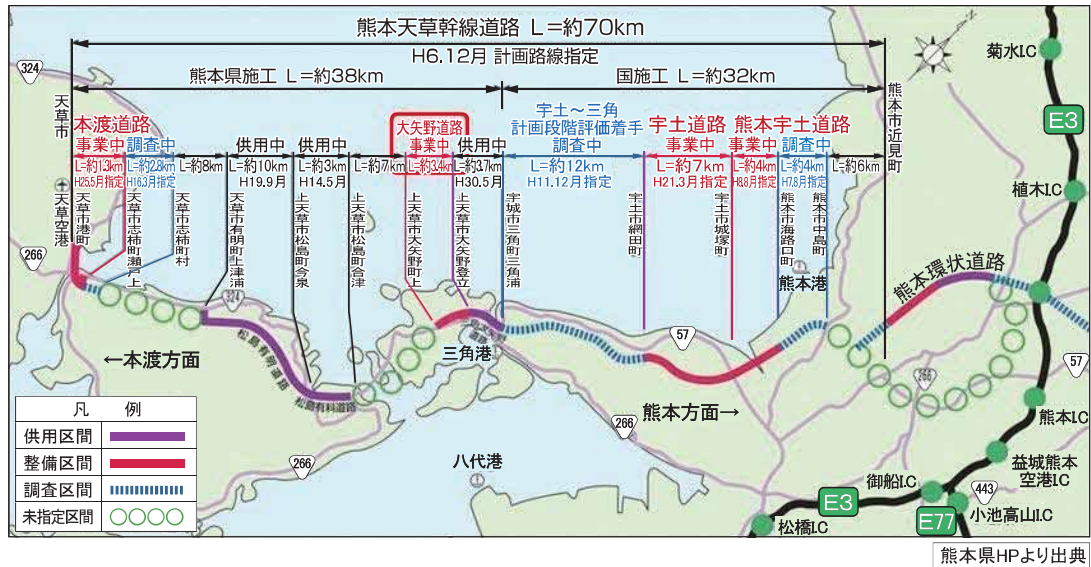 熊本天草幹線道路 L=約70km
H6.12月 計画路線指定
熊本県施工 L=約38km
国施工 L=約32km
324
天草市
本渡道路
事業中
L=約1.3km
H25.5月指定
調査中
L=約2.8km
H16.3月指定
L=約8km
供用中
L=約10km
H19.9月
供用中
L=約3km
H14.5月
L=約7km
大矢野道路
事業中
L=約3.4km
供用中
L=約3.7km
H30.5月
宇土~三角
計画段階評価着手
調査中
L=約12km
H11.12月指定
宇土道路
事業中
L=約7km
H21.3月指定
熊本宇土道路
事業中
L=約4km
H8.8月指定
調査中
L=約4km
H7.8月指定
L=約6km
熊本市近見町
天草空港
天草市港町
天草市志柿町瀬戸上
天草市志柿町村
天草市有明町上津浦
上天草市松島町今泉
上天草市松島町合津
上天草市大矢野町上
上天草市大矢野登立
宇城市三角町三角浦
宇土市網田町
宇土市城塚町
熊本市海路口町
熊本市中島町
熊本港
熊本環状道路
菊水I.C
E3
植木I.C
57
熊本I.C
益城熊本
空港I.C
443
小池高山I.C
御船I.C
E77
E3
松橋I.C
266
324
松島有明道路
松島有料道路
三角港
57
266
266
266
←本渡方面
熊本方面→
八代港
凡 例
供用区間
整備区間
調査区間
未指定区間
熊本県HPより出典